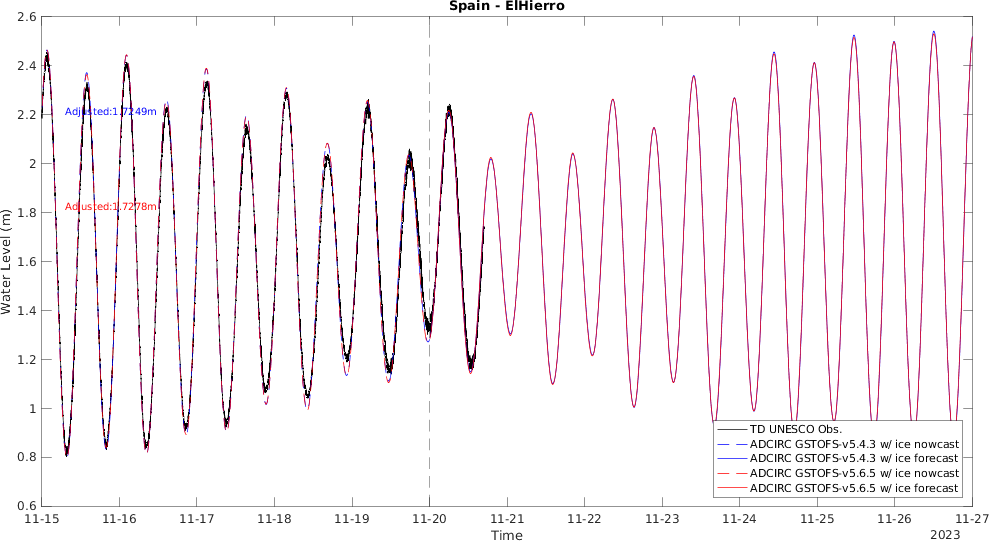 Spain - ElHierro
2.6
2.4
2.2
2
1.8
1.6
1.4
1.2
1
0.8
0.6
Water Level (m)
Adjusted:1.7249m
Adjusted:1.7278m
TD UNESCO Obs.
ADCIRC GSTOFS-v5.4.3 w/ ice nowcast
ADCIRC GSTOFS-v5.4.3 w/ ice forecast
ADCIRC GSTOFS-v5.6.5 w/ ice nowcast
ADCIRC GSTOFS-v5.6.5 w/ ice forecast
11-15 11-16 11-17 11-18 11-19 11-20 11-21 11-22 11-23 11-24 11-25 11-26 11-27
Time
2023